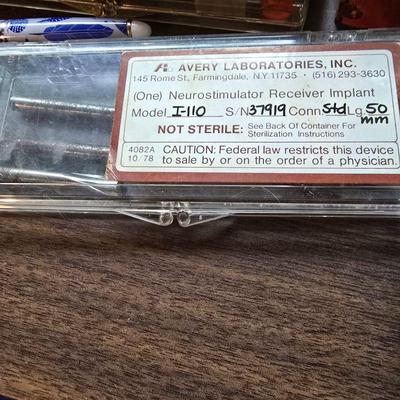 AVERY LABORATORIES, INC.
145 Rome St., Farmingdale, N.Y. 11735 • (516) 293-3630
(One) Neurostimulator Receiver Implant
Model I-110 S/N 37919 Conn. Std Lg. 50 mm
NOT STERILE: See Back of Container For Sterilization Instructions
4082A
10/78
CAUTION: Federal law restricts this device
to sale by or on the order of a physician.